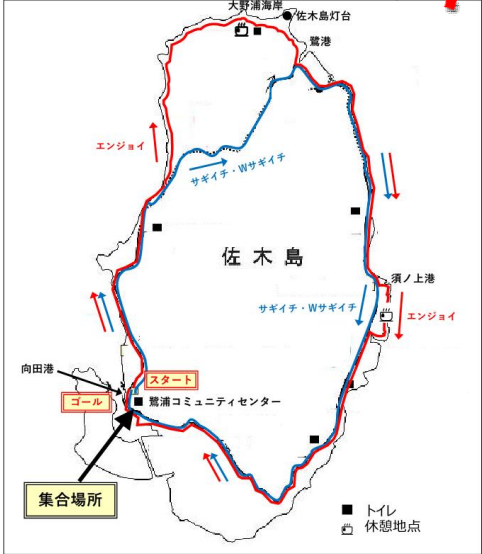 大野浦海岸
佐木島灯台
鷺港
エンジョイ
サギイチ・Wサギイチ
佐木島
須ノ上港
サギイチ・Wサギイチ
エンジョイ
向田港
スタート
ゴール
鷺浦コミュニティセンター
集合場所
トイレ
休憩地点